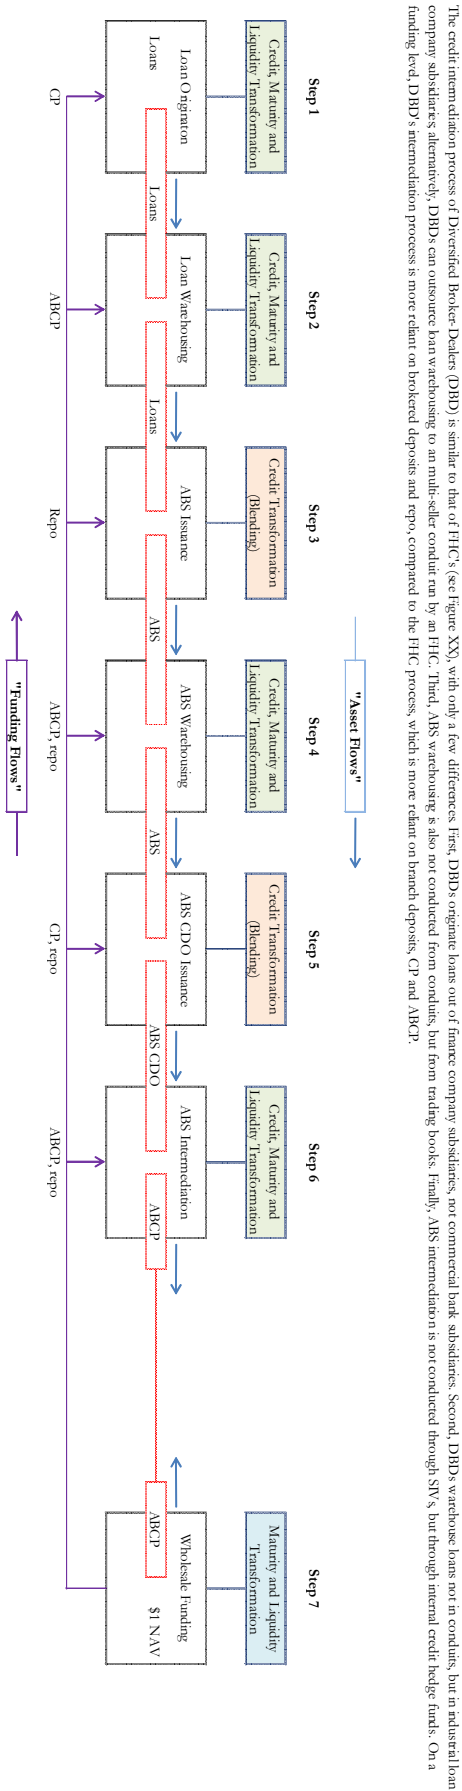 The credit intermediation process of Diversified Broker-Dealers (DBD) is similar to that of FHC's (see Figure XX), with only a few differences. First, DBDs originate loans out of finance company subsidiaries, not commercial bank subsidiaries. Second, DBDs warehouse loans not in conduits, but in industrial loan
company subsidiaries; alternatively, DBDs can outsource loan warehousing to an multi-seller conduit run by an FHC. Third, ABS warehousing is also not conducted from conduits, but from trading books. Finally, ABS intermediation is not conducted through SIVs, but through internal credit hedge funds. On a
funding level, DBD's intermediation proceess is more reliant on brokered deposits and repo, compared to the FHC process, which is more reliant on branch deposits, CP and ABCP.
"Asset Flows"
Step 1
Step 2
Step 3
Step 4
Step 5
Step 6
Step 7
Credit, Maturity and
Liquidity Transformation
Credit, Maturity and
Liquidity Transformation
Credit Transformation
(Blending)
Credit, Maturity and
Liquidity Transformation
Credit Transformation
(Blending)
Credit, Maturity and
Liquidity Transformation
Maturity and Liquidity
Transformation
Loan Originaton
Loan Warehousing
ABS Issuance
ABS Warehousing
ABS CDO Issuance
ABS Intermediation
Wholesale Funding
Loans
Loans
Loans
ABS
ABS
ABS CDO
ABCP
ABCP
$1 NAV
CP
ABCP
Repo
ABCP, repo
CP, repo
ABCP, repo
"Funding Flows"